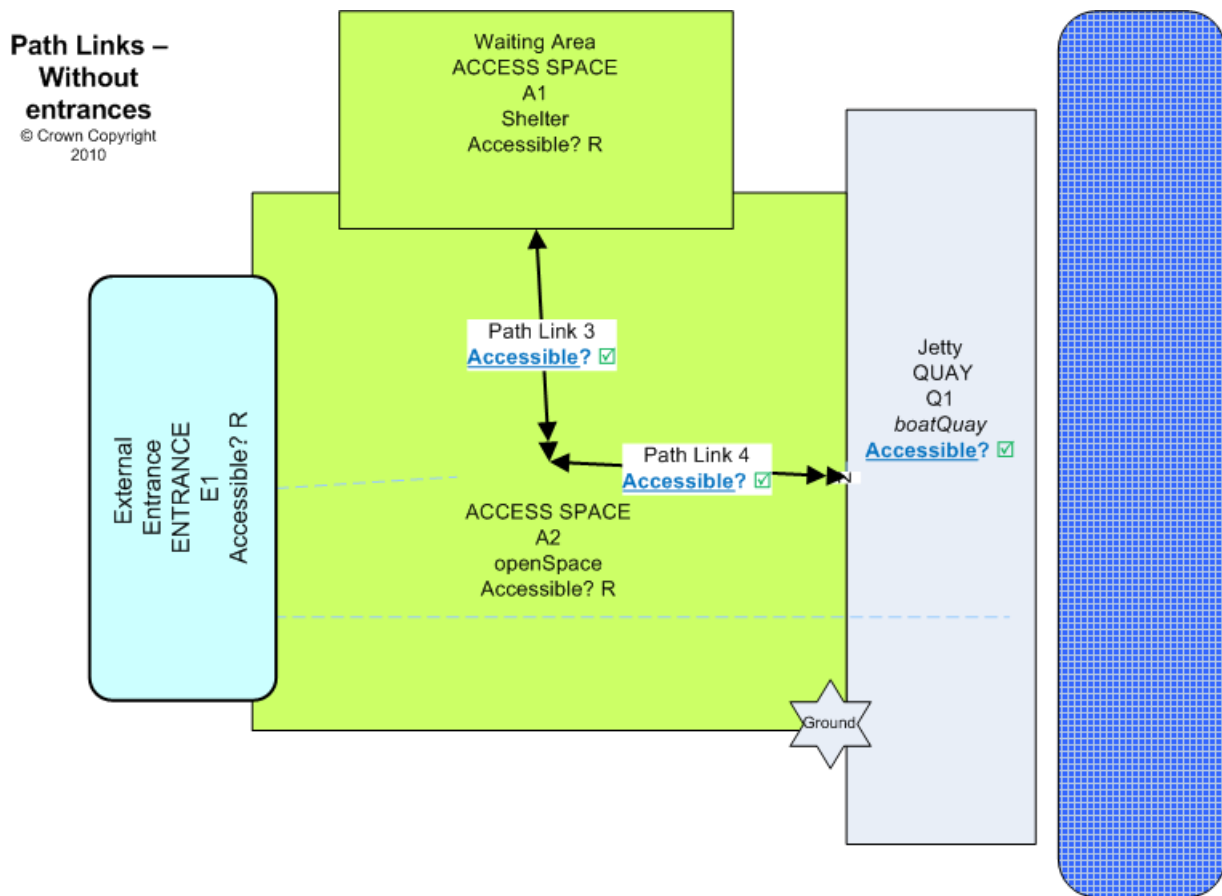 Path Links –
Without
entrances
© Crown Copyright
2010
Waiting Area
ACCESS SPACE
A1
Shelter
Accessible? R
Path Link 3
Accessible? ☑
Path Link 4
Accessible? ☑
Jetty
QUAY
Q1
boatQuay
Accessible? ☑
External
Entrance
ENTRANCE
E1
Accessible? R
ACCESS SPACE
A2
openSpace
Accessible? R
Ground